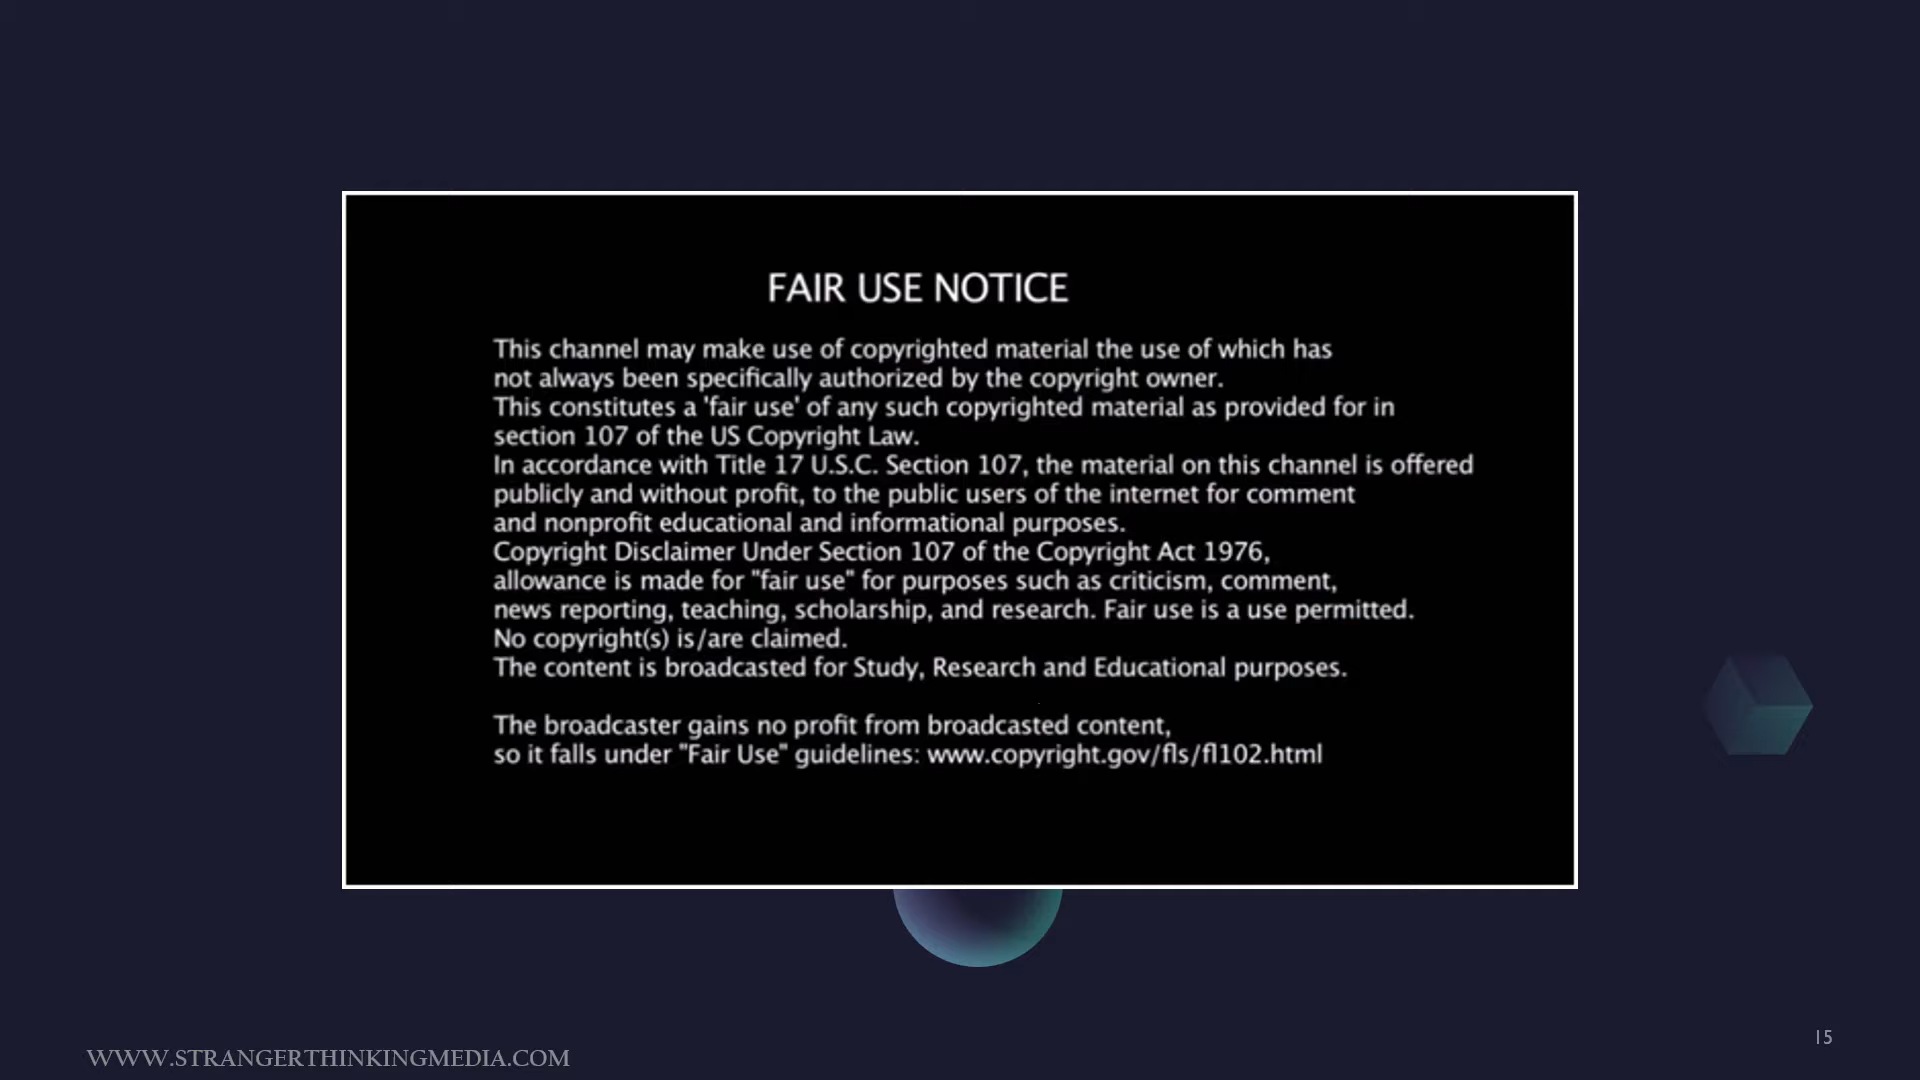 FAIR USE NOTICE
This channel may make use of copyrighted material the use of which has
not always been specifically authorized by the copyright owner.
This constitutes a 'fair use' of any such copyrighted material as provided for in
section 107 of the US Copyright Law.
In accordance with Title 17 U.S.C. Section 107, the material on this channel is offered
publicly and without profit, to the public users of the internet for comment
and nonprofit educational and informational purposes.
Copyright Disclaimer Under Section 107 of the Copyright Act 1976,
allowance is made for "fair use" for purposes such as criticism, comment,
news reporting, teaching, scholarship, and research. Fair use is a use permitted.
No copyright(s) is/are claimed.
The content is broadcasted for Study, Research and Educational purposes.
The broadcaster gains no profit from broadcasted content,
so it falls under "Fair Use" guidelines: www.copyright.gov/fls/fl102.html
WWW.STRANGERTHINKINGMEDIA.COM
15